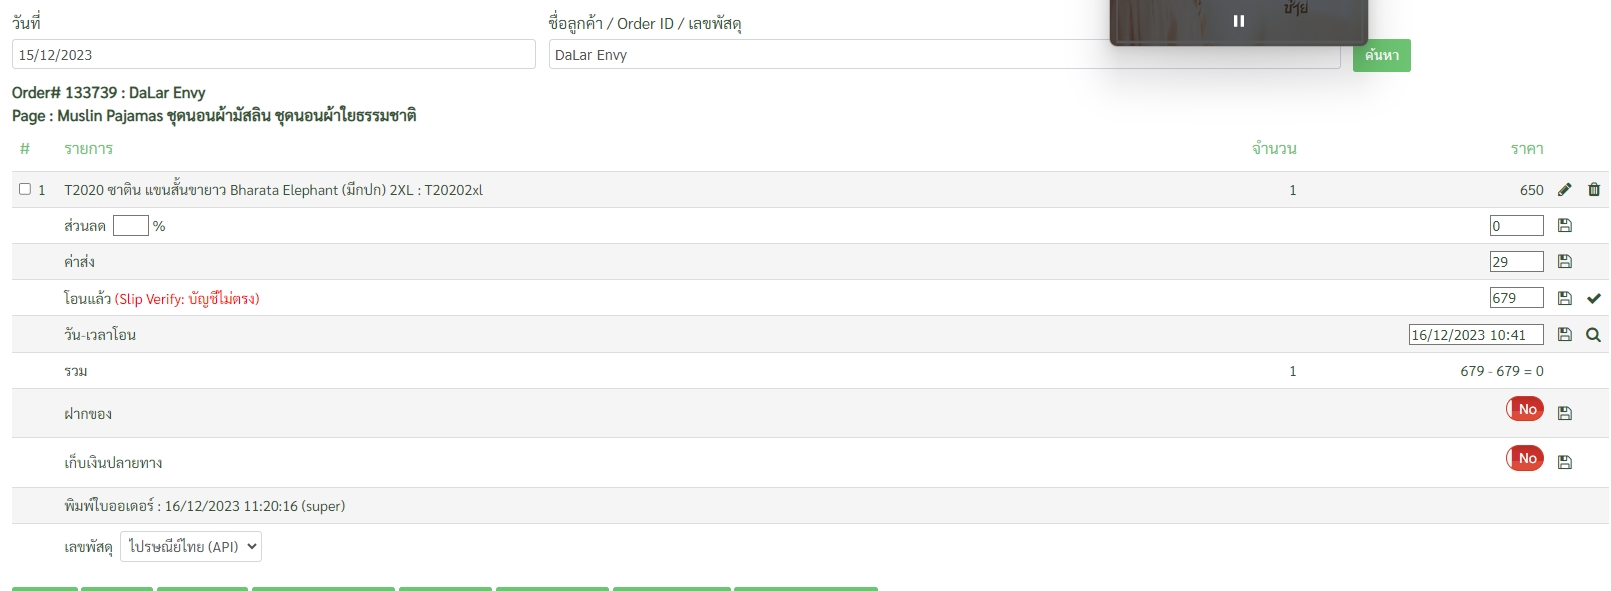 วันที่
ชื่อลูกค้า / Order ID / เลขพัสดุ
15/12/2023
DaLar Envy
ค้นหา
Order# 133739 : DaLar Envy
Page : Muslin Pajamas ชุดนอนผ้ามัสลิน ชุดนอนผ้าใยธรรมชาติ
# รายการ จำนวน ราคา
1 T2020 ซาติน แขนสั้นขายาว Bharata Elephant (มีกปก) 2XL : T20202xl 1 650
ส่วนลด % 0
ค่าส่ง 29
โอนแล้ว (Slip Verify: บัญชีไม่ตรง) 679
วัน-เวลาโอน 16/12/2023 10:41
รวม 1 679 - 679 = 0
ฝากของ No
เก็บเงินปลายทาง No
พิมพ์ใบออเดอร์ : 16/12/2023 11:20:16 (super)
เลขพัสดุ ไปรษณีย์ไทย (API)